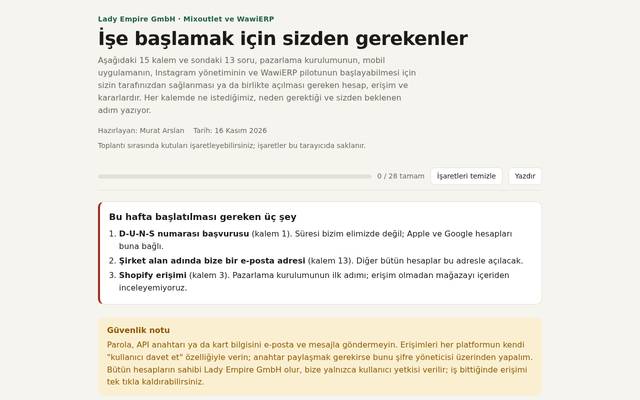 Lady Empire GmbH · Mixoutlet ve WawiERP
İşe başlamak için sizden gerekenler
Aşağıdaki 15 kalem ve sondaki 13 soru, pazarlama kurulumunun, mobil
uygulamanın, Instagram yönetiminin ve WawiERP pilotunun başlayabilmesi için
sizin tarafınızdan sağlanması ya da birlikte açılması gereken hesap, erişim ve
kararlardır. Her kalemde ne istediğimiz, neden gerektiği ve sizden beklenen
adım yazıyor.
Hazırlayan: Murat Arslan Tarih: 16 Kasım 2026
Toplantı sırasında kutuları işaretleyebilirsiniz; işaretler bu tarayıcıda saklanır.
0 / 28 tamam İşaretleri temizle Yazdır
Bu hafta başlatılması gereken üç şey
1. D-U-N-S numarası başvurusu (kalem 1). Süresi bizim elimizde değil; Apple ve Google hesapları
buna bağlı.
2. Şirket alan adında bize bir e-posta adresi (kalem 13). Diğer bütün hesaplar bu adresle açılacak.
3. Shopify erişimi (kalem 3). Pazarlama kurulumunun ilk adımı; erişim olmadan mağazayı içeriden
inceleyemiyoruz.
Güvenlik notu
Parola, API anahtarı ya da kart bilgisini e-posta ve mesajla göndermeyin. Erişimleri her platformun kendi
"kullanıcı davet et" özelliğiyle verin; anahtar paylaşmak gerekirse bunu şifre yöneticisi üzerinden yapalım.
Bütün hesapların sahibi Lady Empire GmbH olur, bize yalnızca kullanıcı yetkisi verilir; iş bittiğinde erişimi
tek tıkla kaldırabilirsiniz.